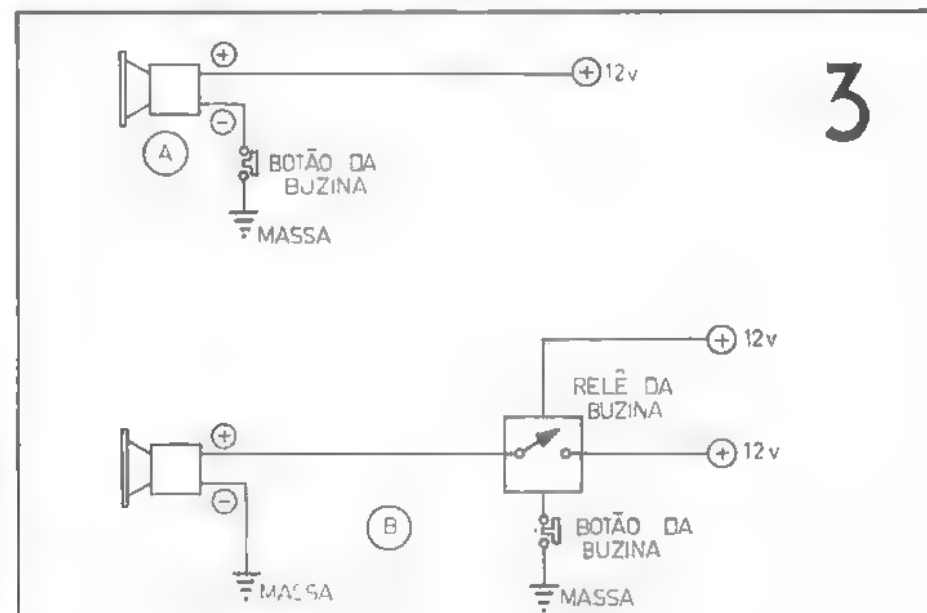 3
⊕
⊕ 12v
⊖
A
BOTÃO DA
BUZINA
MASSA
⊕ 12v
RELÊ DA
BUZINA
⊕
⊕ 12v
⊖
B
BOTÃO DA
BUZINA
MASSA
MASSA